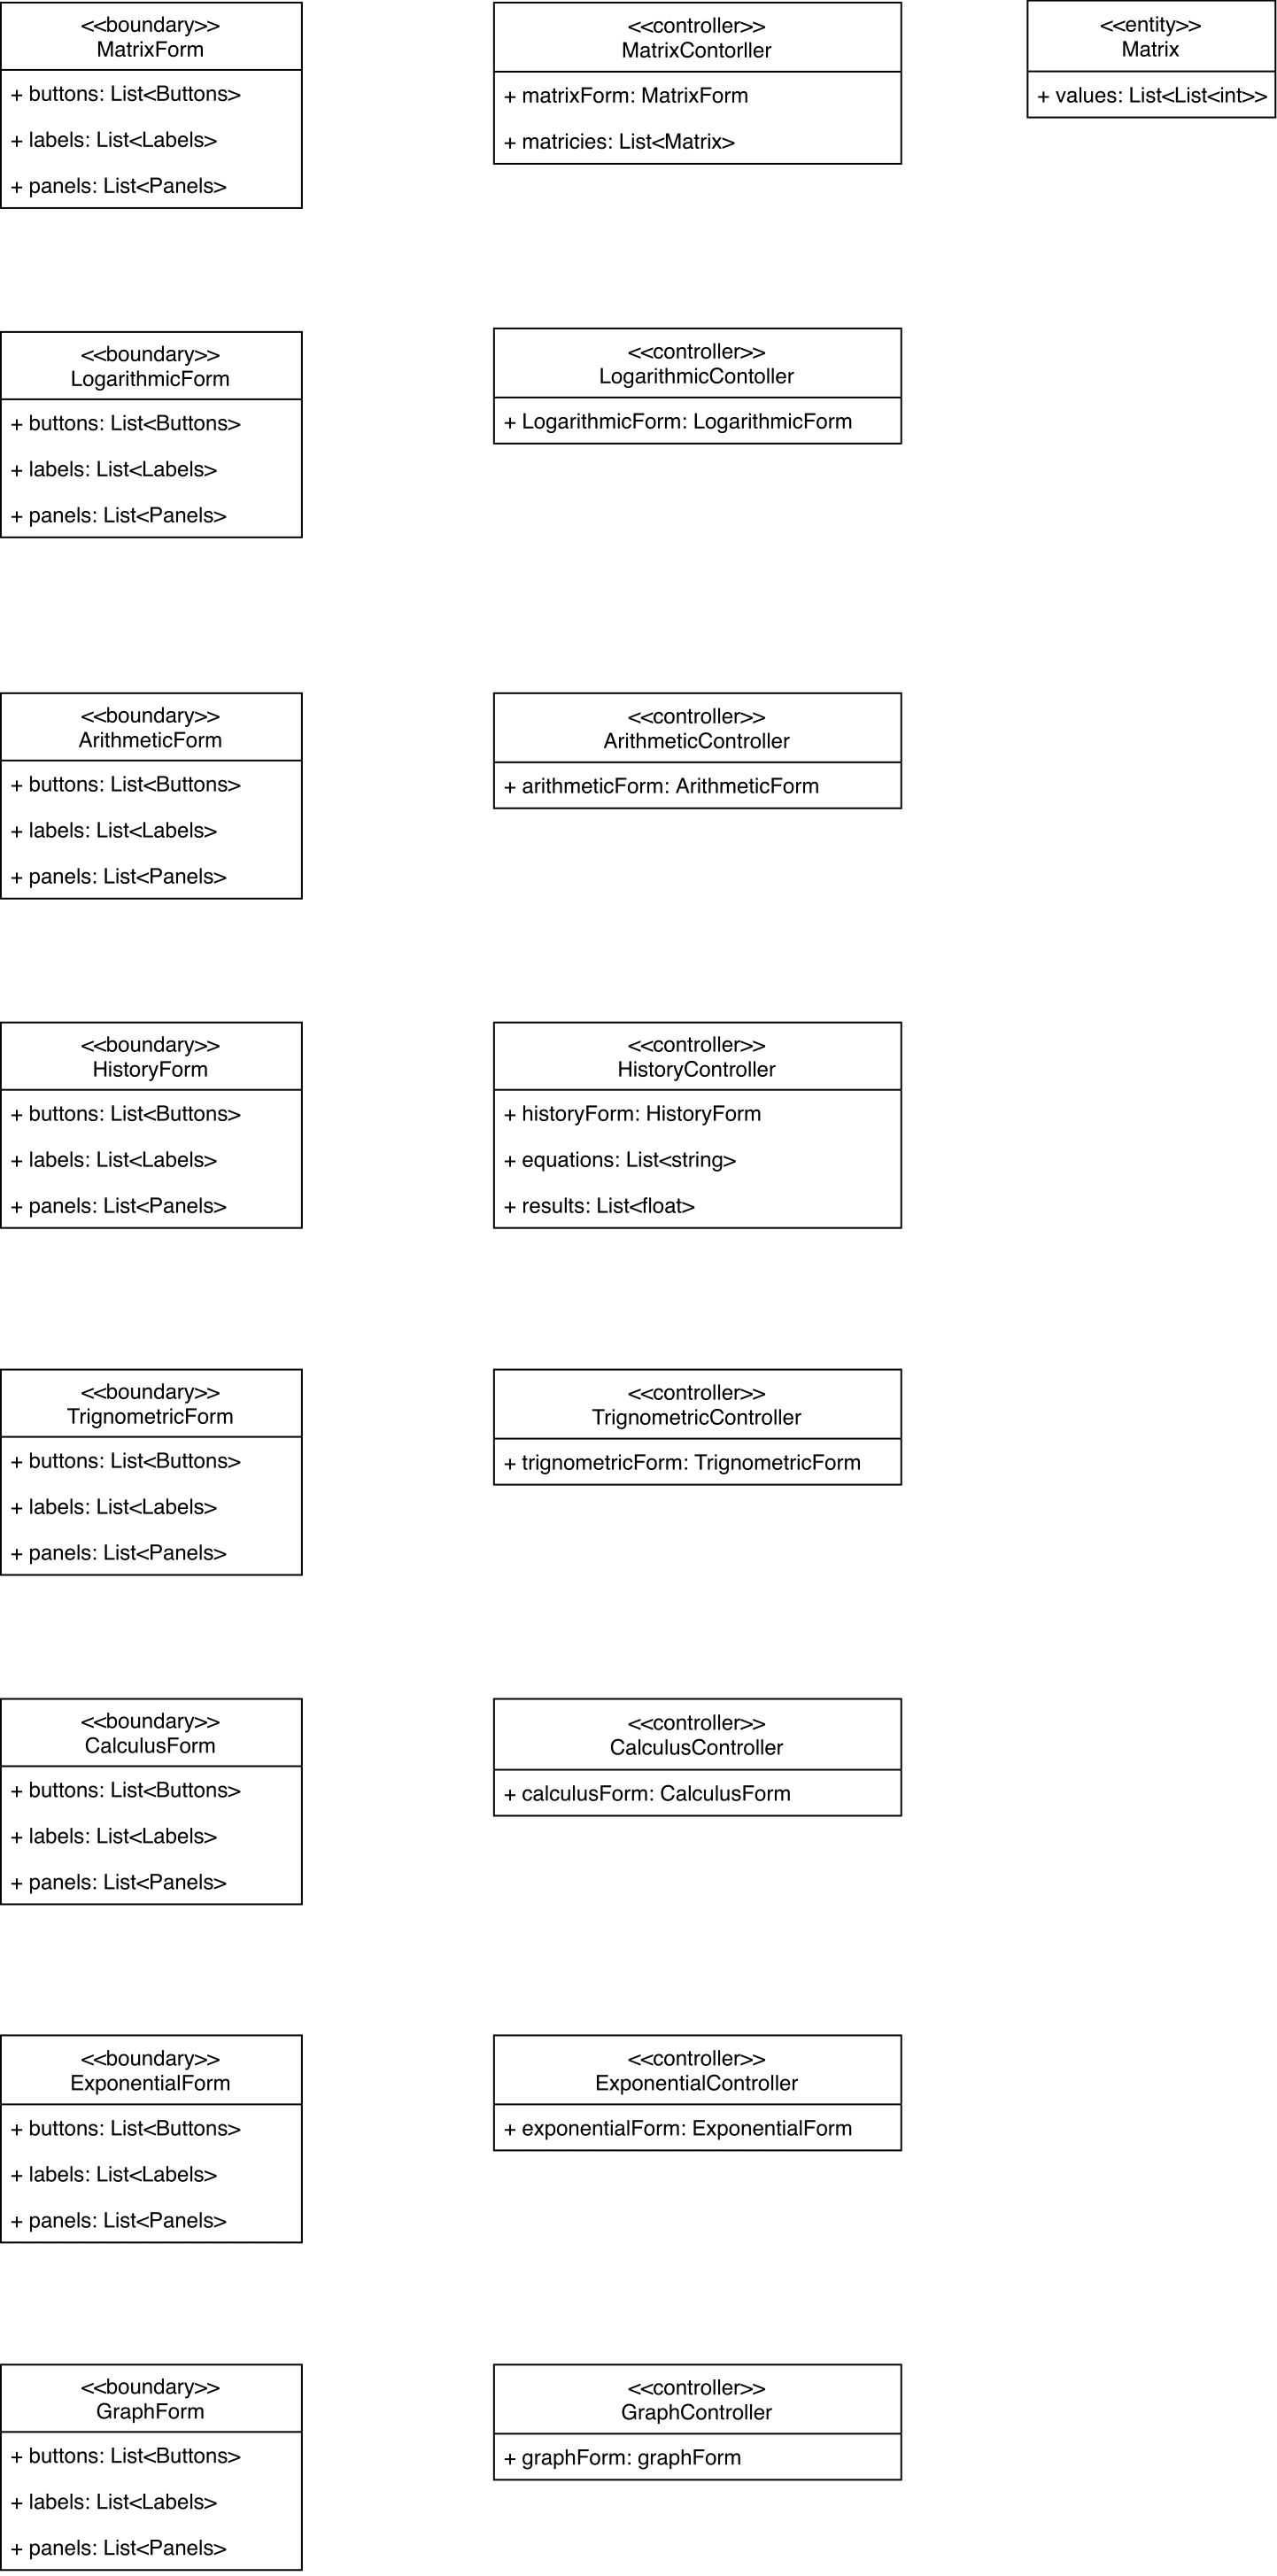 <<boundary>>
MatrixForm
+ buttons: List<Buttons>
+ labels: List<Labels>
+ panels: List<Panels>
<<controller>>
MatrixContorller
+ matrixForm: MatrixForm
+ matricies: List<Matrix>
<<entity>>
Matrix
+ values: List<List<int>>
<<boundary>>
LogarithmicForm
+ buttons: List<Buttons>
+ labels: List<Labels>
+ panels: List<Panels>
<<controller>>
LogarithmicContoller
+ LogarithmicForm: LogarithmicForm
<<boundary>>
ArithmeticForm
+ buttons: List<Buttons>
+ labels: List<Labels>
+ panels: List<Panels>
<<controller>>
ArithmeticController
+ arithmeticForm: ArithmeticForm
<<boundary>>
HistoryForm
+ buttons: List<Buttons>
+ labels: List<Labels>
+ panels: List<Panels>
<<controller>>
HistoryController
+ historyForm: HistoryForm
+ equations: List<string>
+ results: List<float>
<<boundary>>
TrignometricForm
+ buttons: List<Buttons>
+ labels: List<Labels>
+ panels: List<Panels>
<<controller>>
TrignometricController
+ trignometricForm: TrignometricForm
<<boundary>>
CalculusForm
+ buttons: List<Buttons>
+ labels: List<Labels>
+ panels: List<Panels>
<<controller>>
CalculusController
+ calculusForm: CalculusForm
<<boundary>>
ExponentialForm
+ buttons: List<Buttons>
+ labels: List<Labels>
+ panels: List<Panels>
<<controller>>
ExponentialController
+ exponentialForm: ExponentialForm
<<boundary>>
GraphForm
+ buttons: List<Buttons>
+ labels: List<Labels>
+ panels: List<Panels>
<<controller>>
GraphController
+ graphForm: graphForm